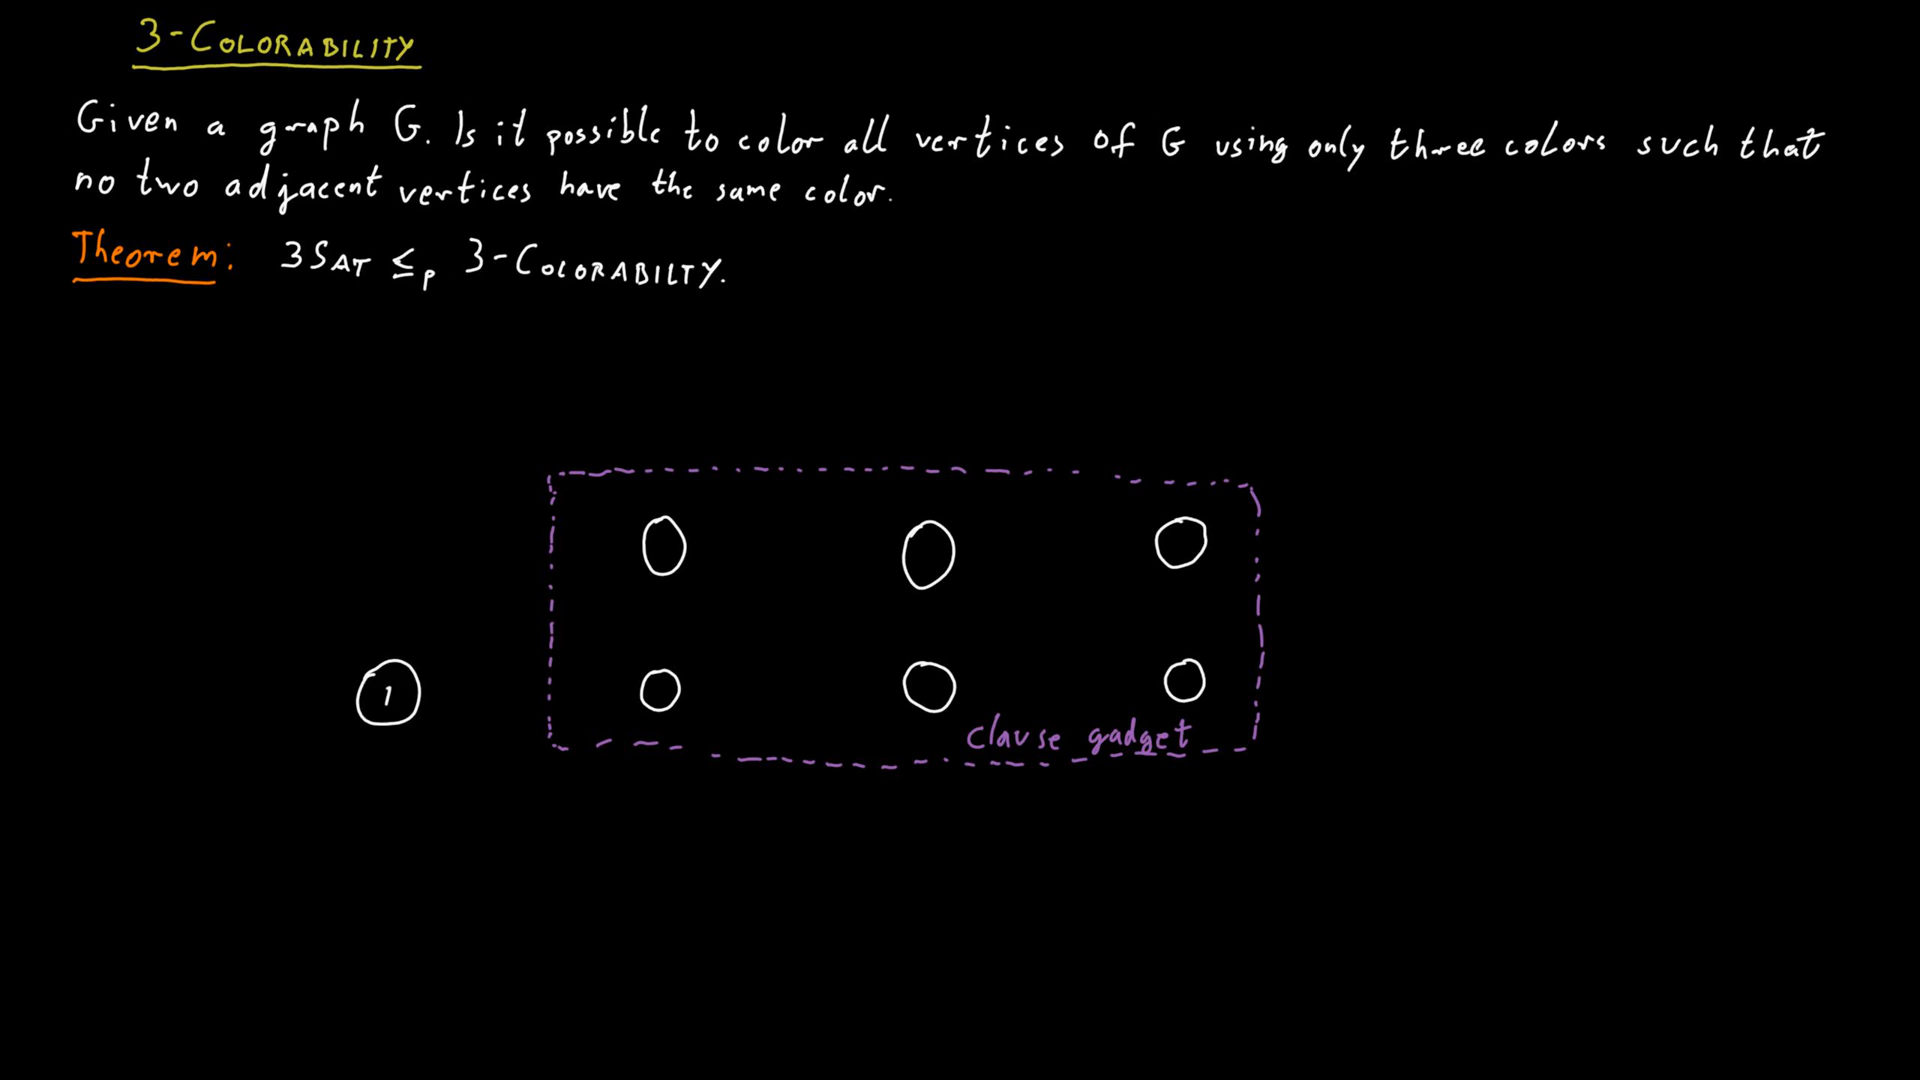 3-COLORABILITY
Given a graph G. Is it possible to color all vertices of G using only three colors such that
no two adjacent vertices have the same color.
Theorem: 3SAT ≤p 3-COLORABILTY.
1
Clause gadget